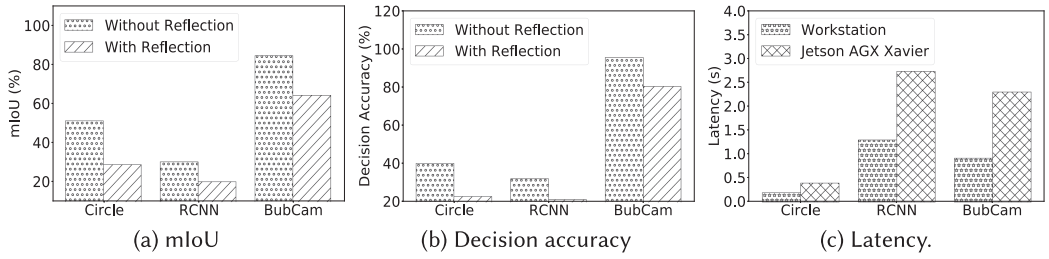 mIoU (%)
100
80
60
40
20
Without Reflection
With Reflection
Circle RCNN BubCam
(a) mIoU
Decision Accuracy (%)
120
100
80
60
40
20
Without Reflection
With Reflection
Circle RCNN BubCam
(b) Decision accuracy
Latency (s)
4.0
3.5
3.0
2.5
2.0
1.5
1.0
0.5
0.0
Workstation
Jetson AGX Xavier
Circle RCNN BubCam
(c) Latency.